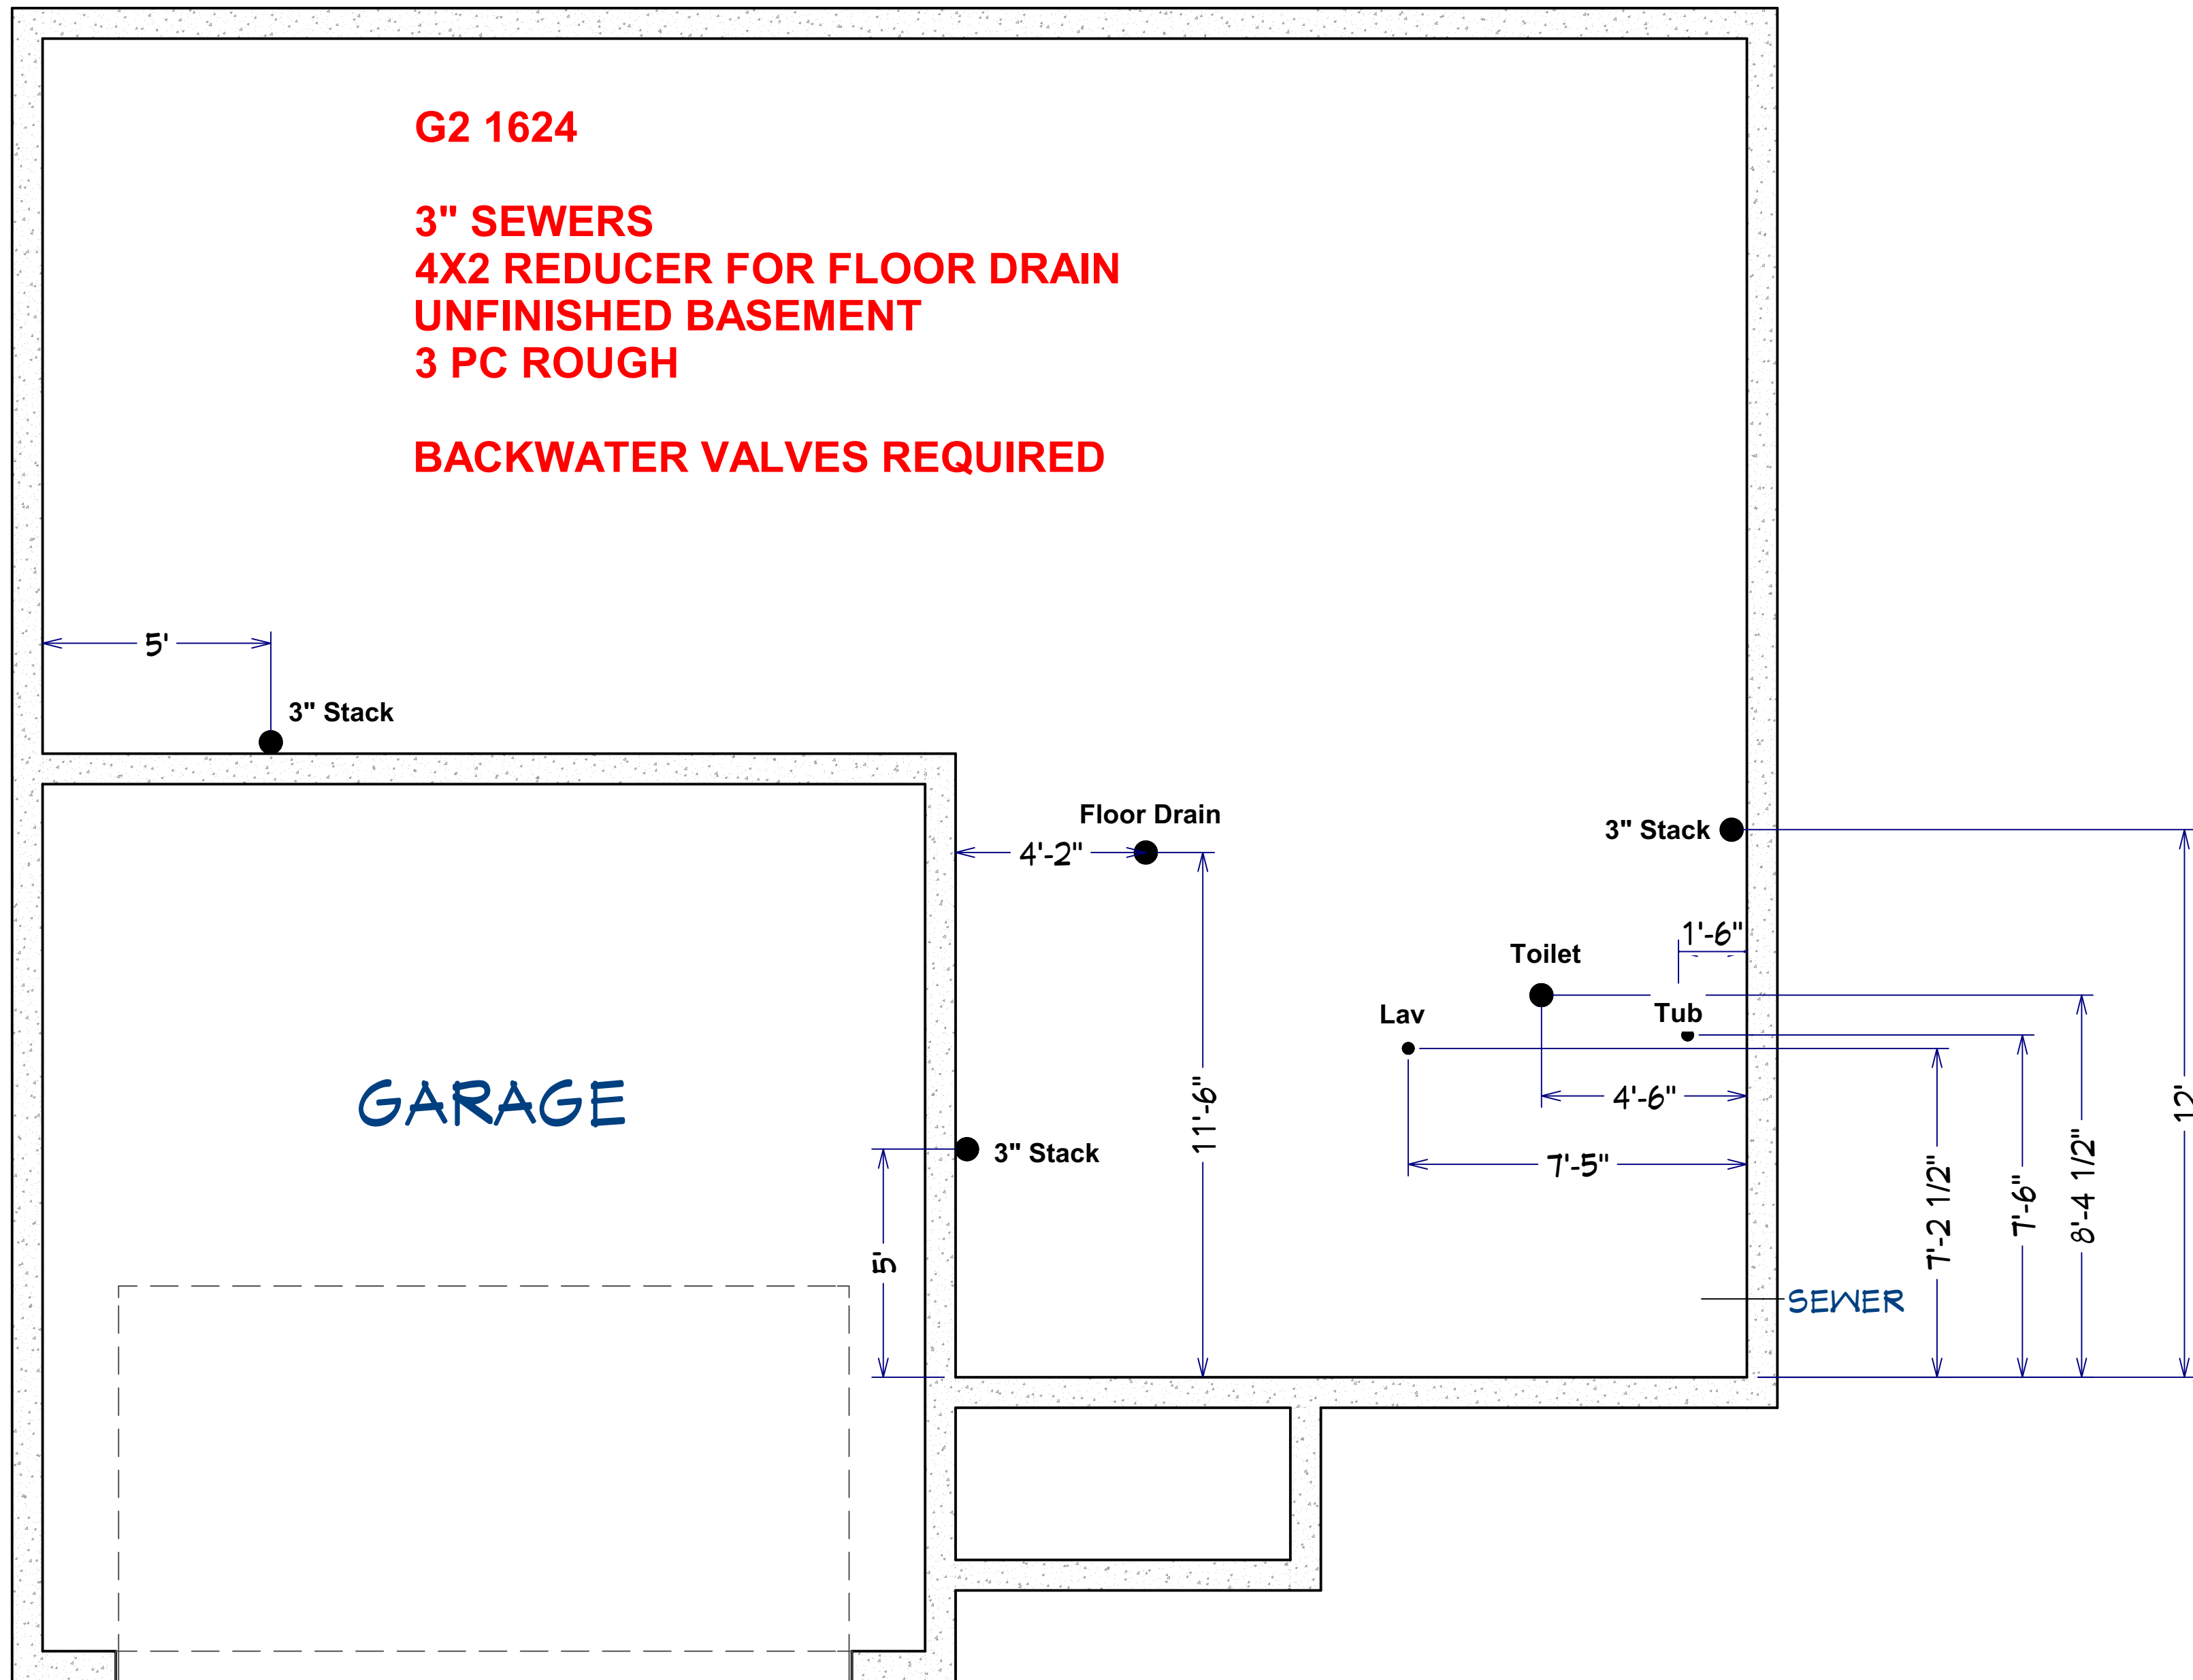 G2 1624
3" SEWERS
4X2 REDUCER FOR FLOOR DRAIN
UNFINISHED BASEMENT
3 PC ROUGH
BACKWATER VALVES REQUIRED
5'
3" Stack
Floor Drain
4'-2"
3" Stack
1'-6"
Toilet
Tub
Lav
4'-6"
12'
GARAGE
11'-6"
3" Stack
7'-5"
7'-2 1/2"
7'-6"
8'-4 1/2"
5'
SEWER